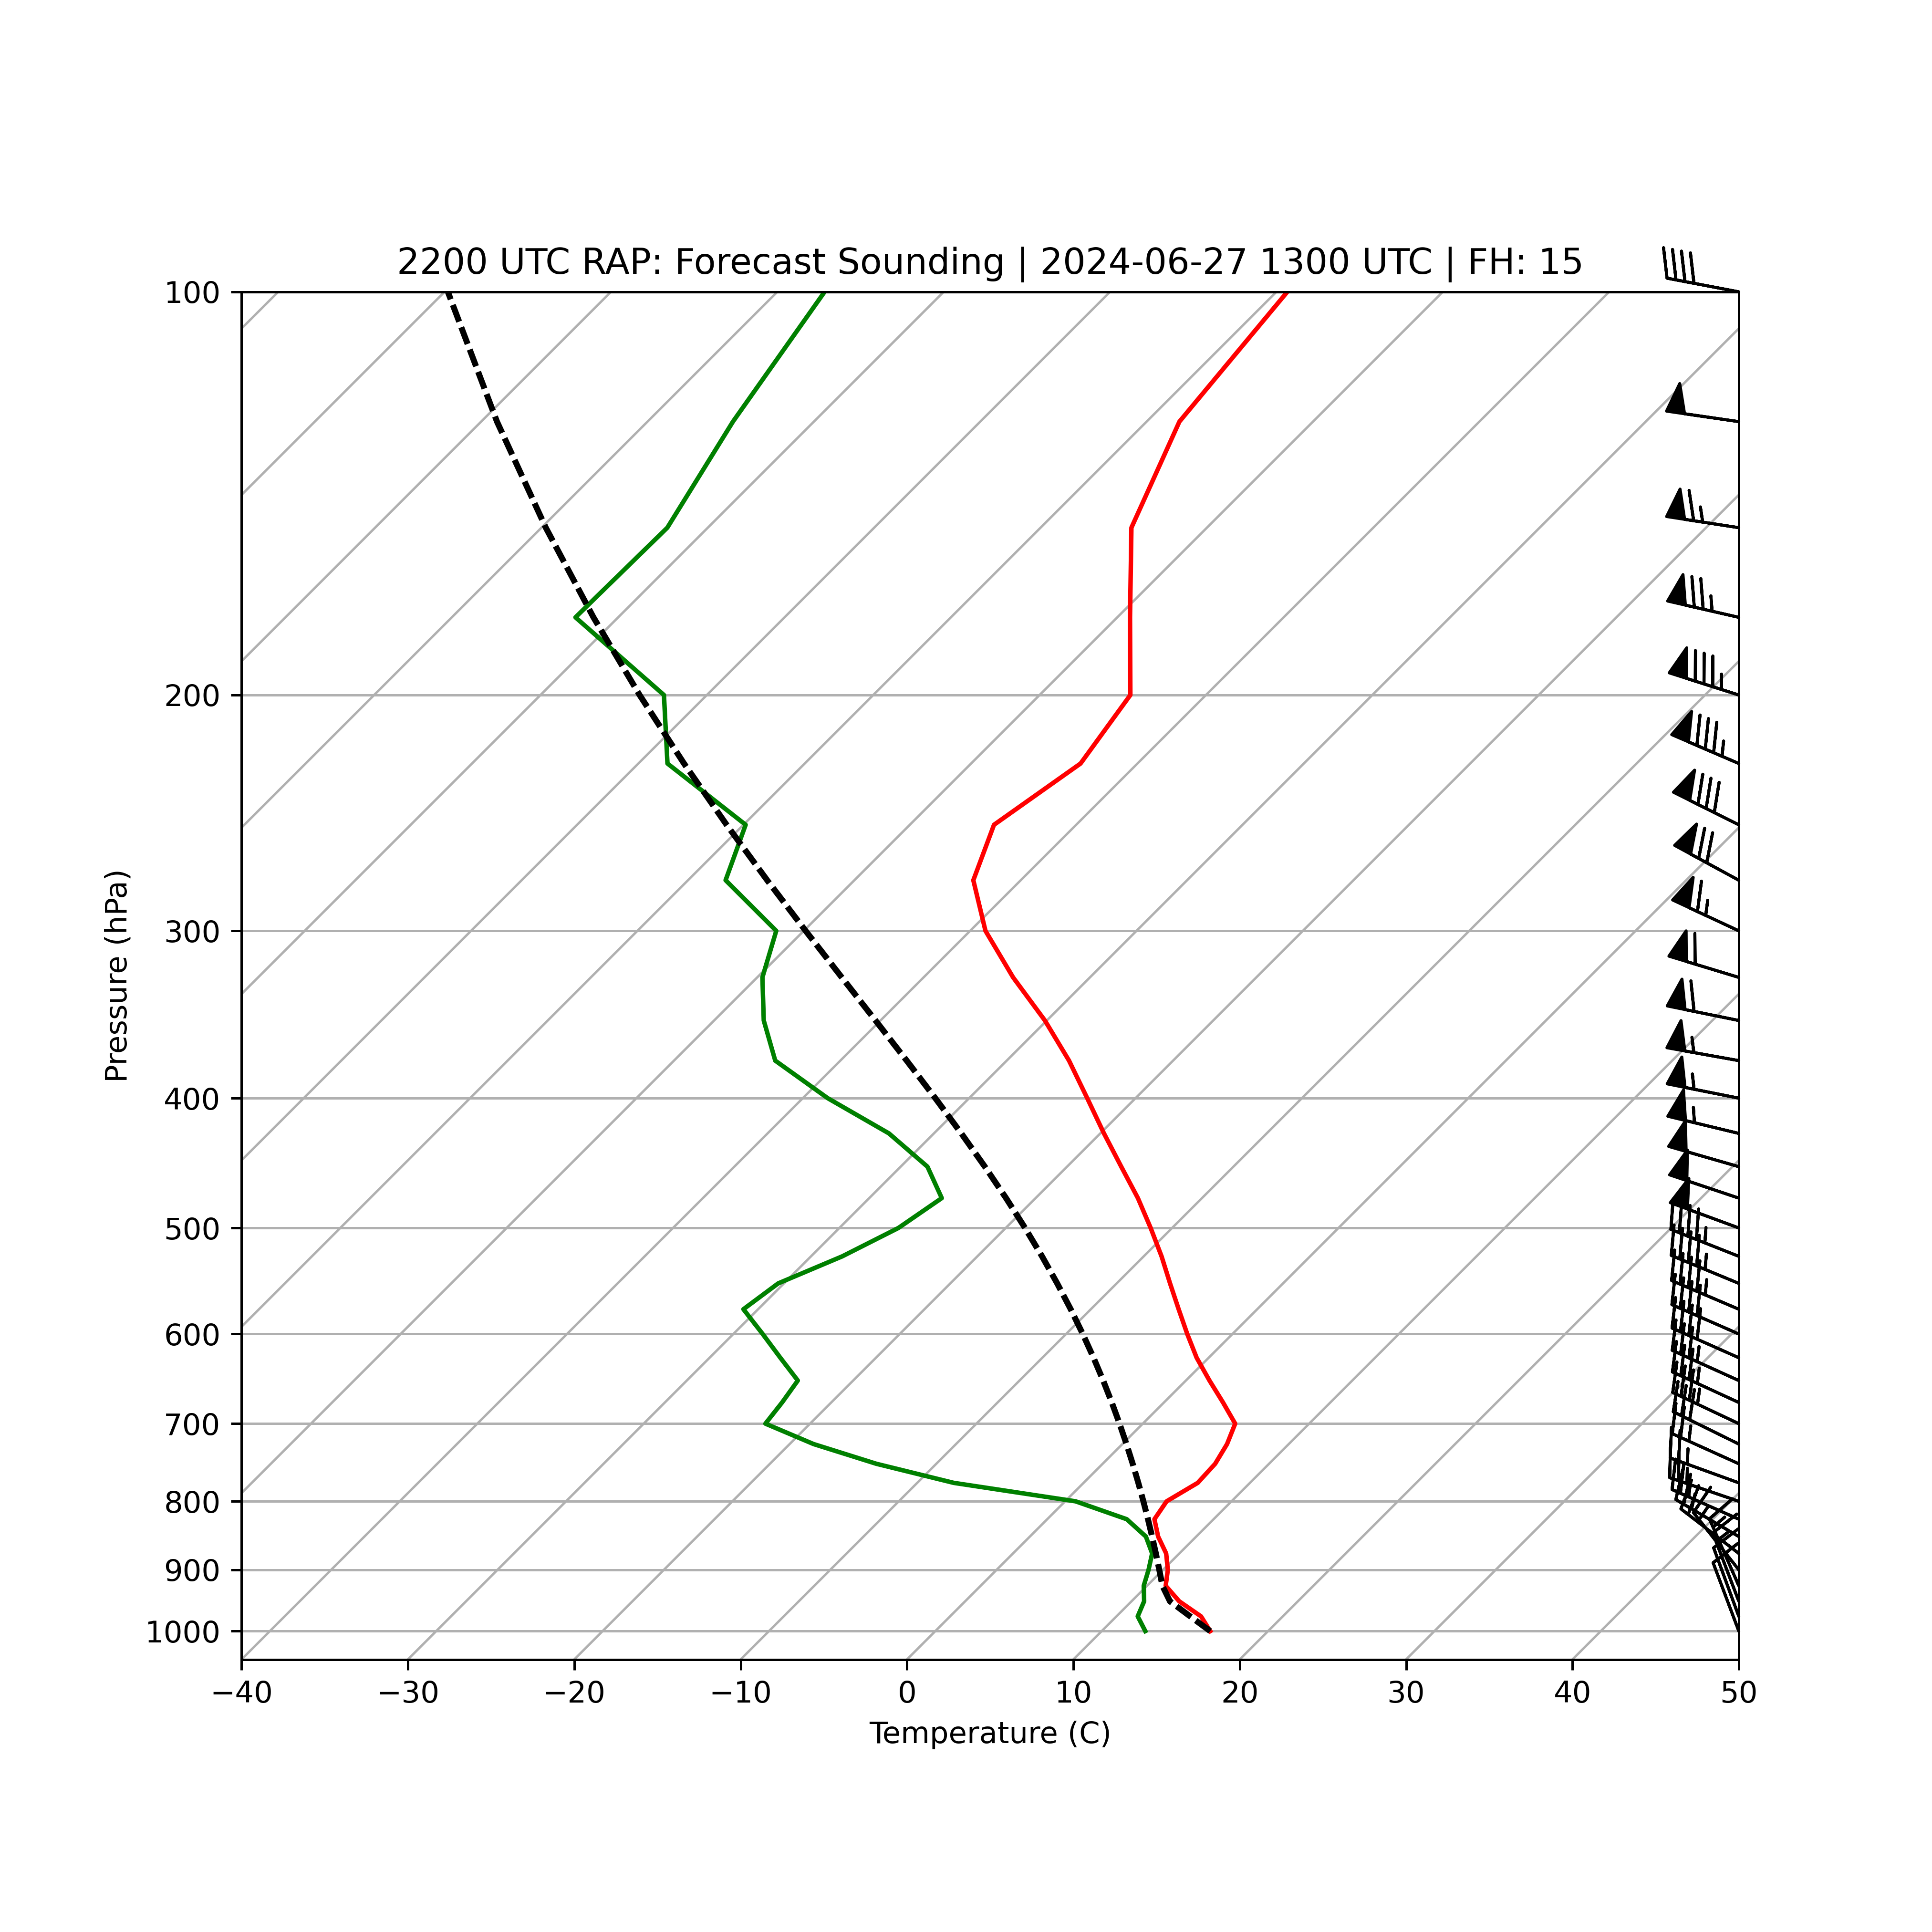 2200 UTC RAP: Forecast Sounding | 2024-06-27 1300 UTC | FH: 15
100
200
300
400
500
600
700
800
900
1000
Pressure (hPa)
−40 −30 −20 −10 0 10 20 30 40 50
Temperature (C)